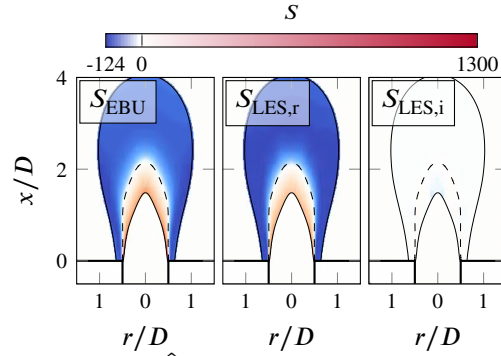 S
-124 0 1300
4 S_EBU S_LES,r S_LES,i
x/D
2
0
1 0 1 1 0 1 1 0 1
r/D r/D r/D